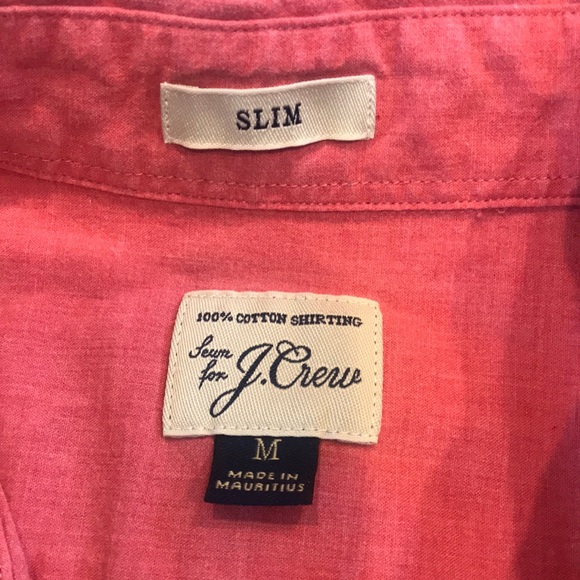 SLIM
100% COTTON SHIRTING
Sewn
for J.Crew
M
MADE IN
MAURITIUS